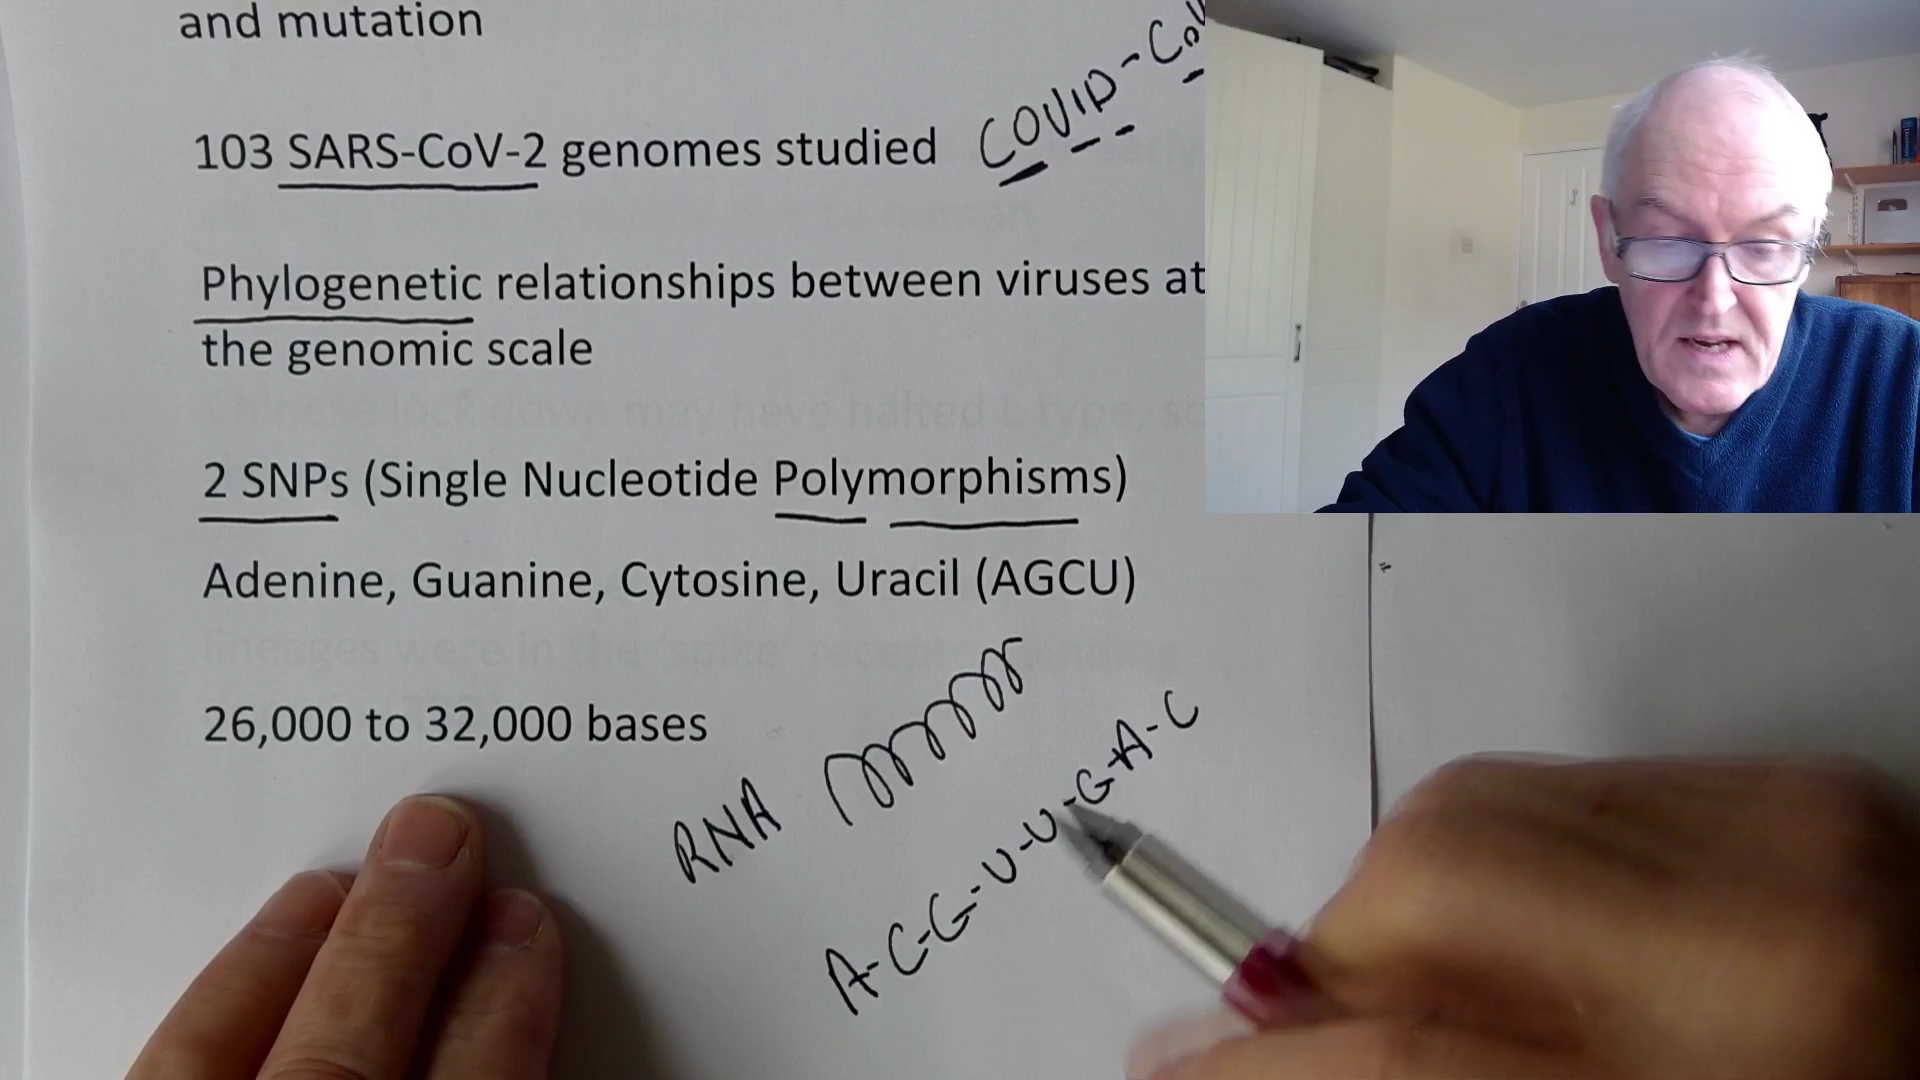 and mutation
COVID-CoV
103 SARS-CoV-2 genomes studied
Phylogenetic relationships between viruses at
the genomic scale
2 SNPs (Single Nucleotide Polymorphisms)
Adenine, Guanine, Cytosine, Uracil (AGCU)
26,000 to 32,000 bases
RNA
A-C-G-U-U-G-A-C